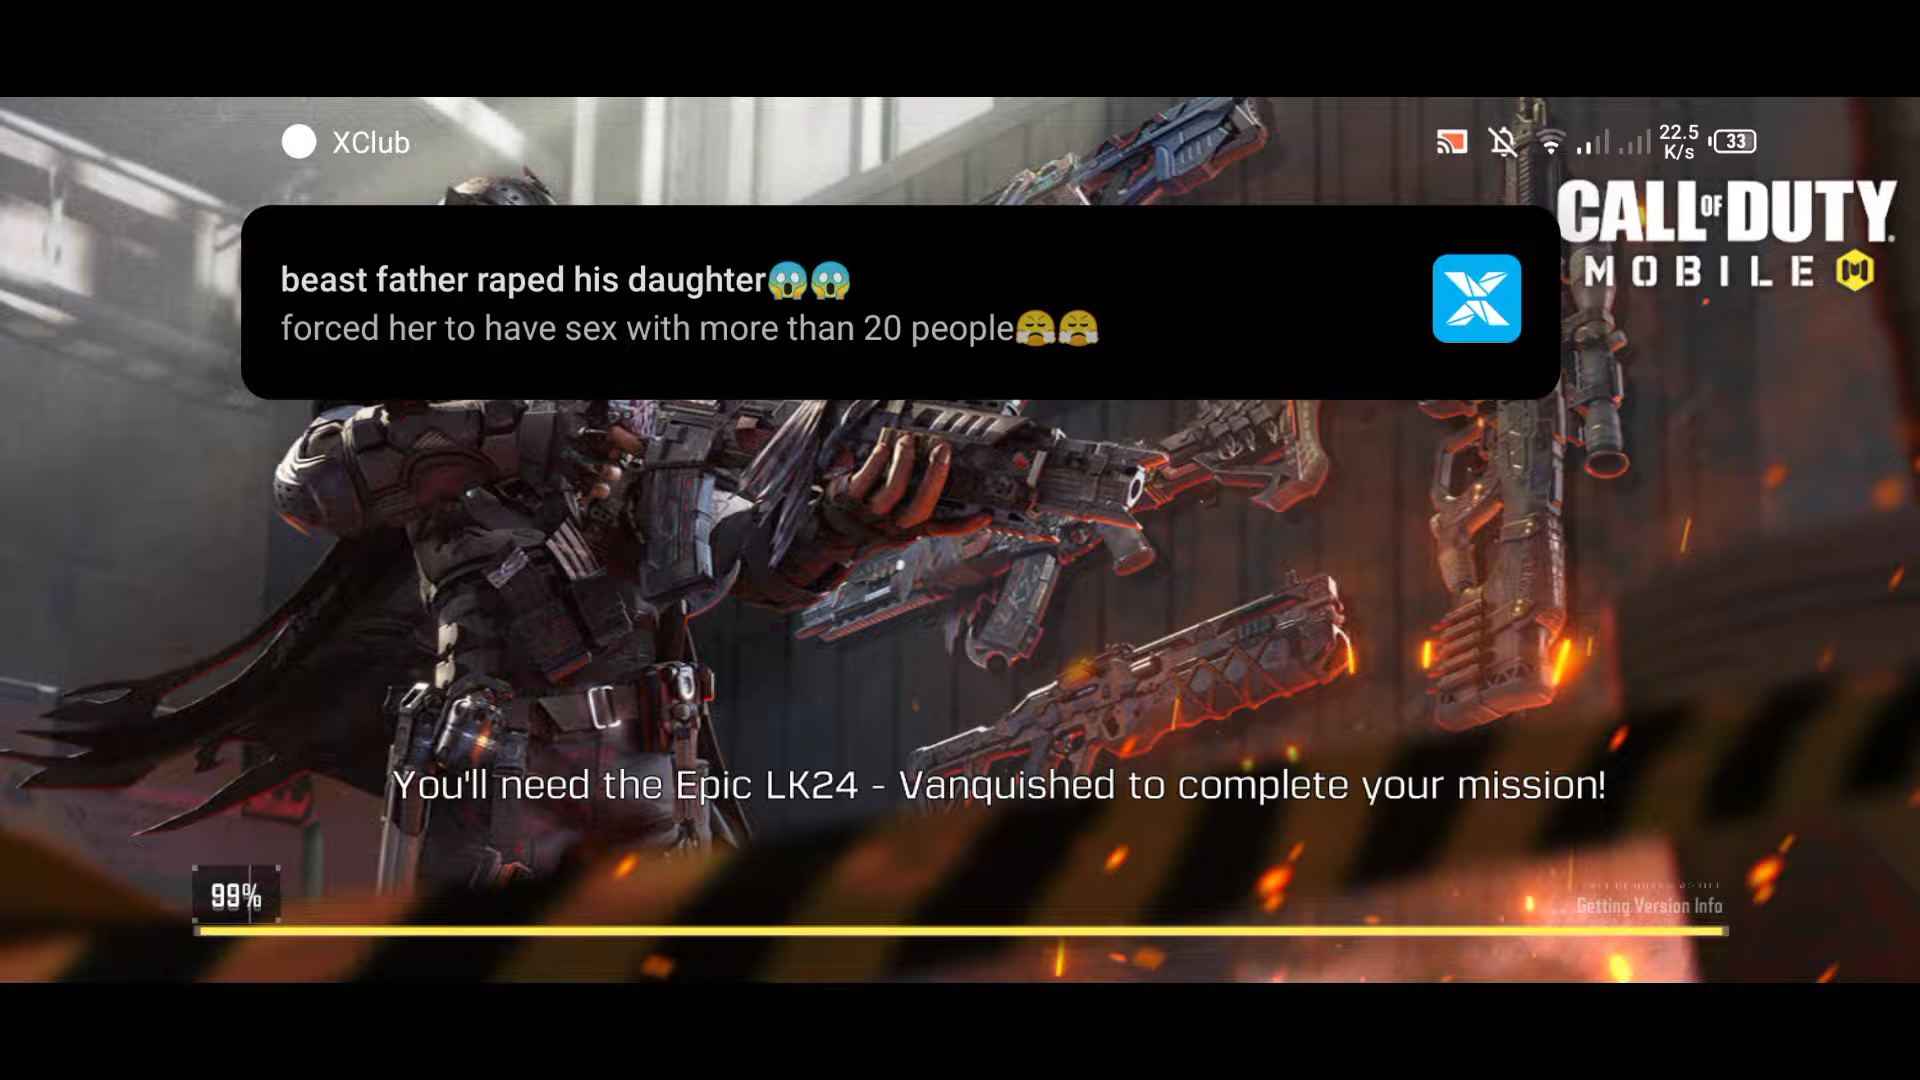 XClub
22.5
K/s
33
CALL OF DUTY
MOBILE
beast father raped his daughter😱😱
forced her to have sex with more than 20 people😤😤
You'll need the Epic LK24 - Vanquished to complete your mission!
99%
Getting Version Info